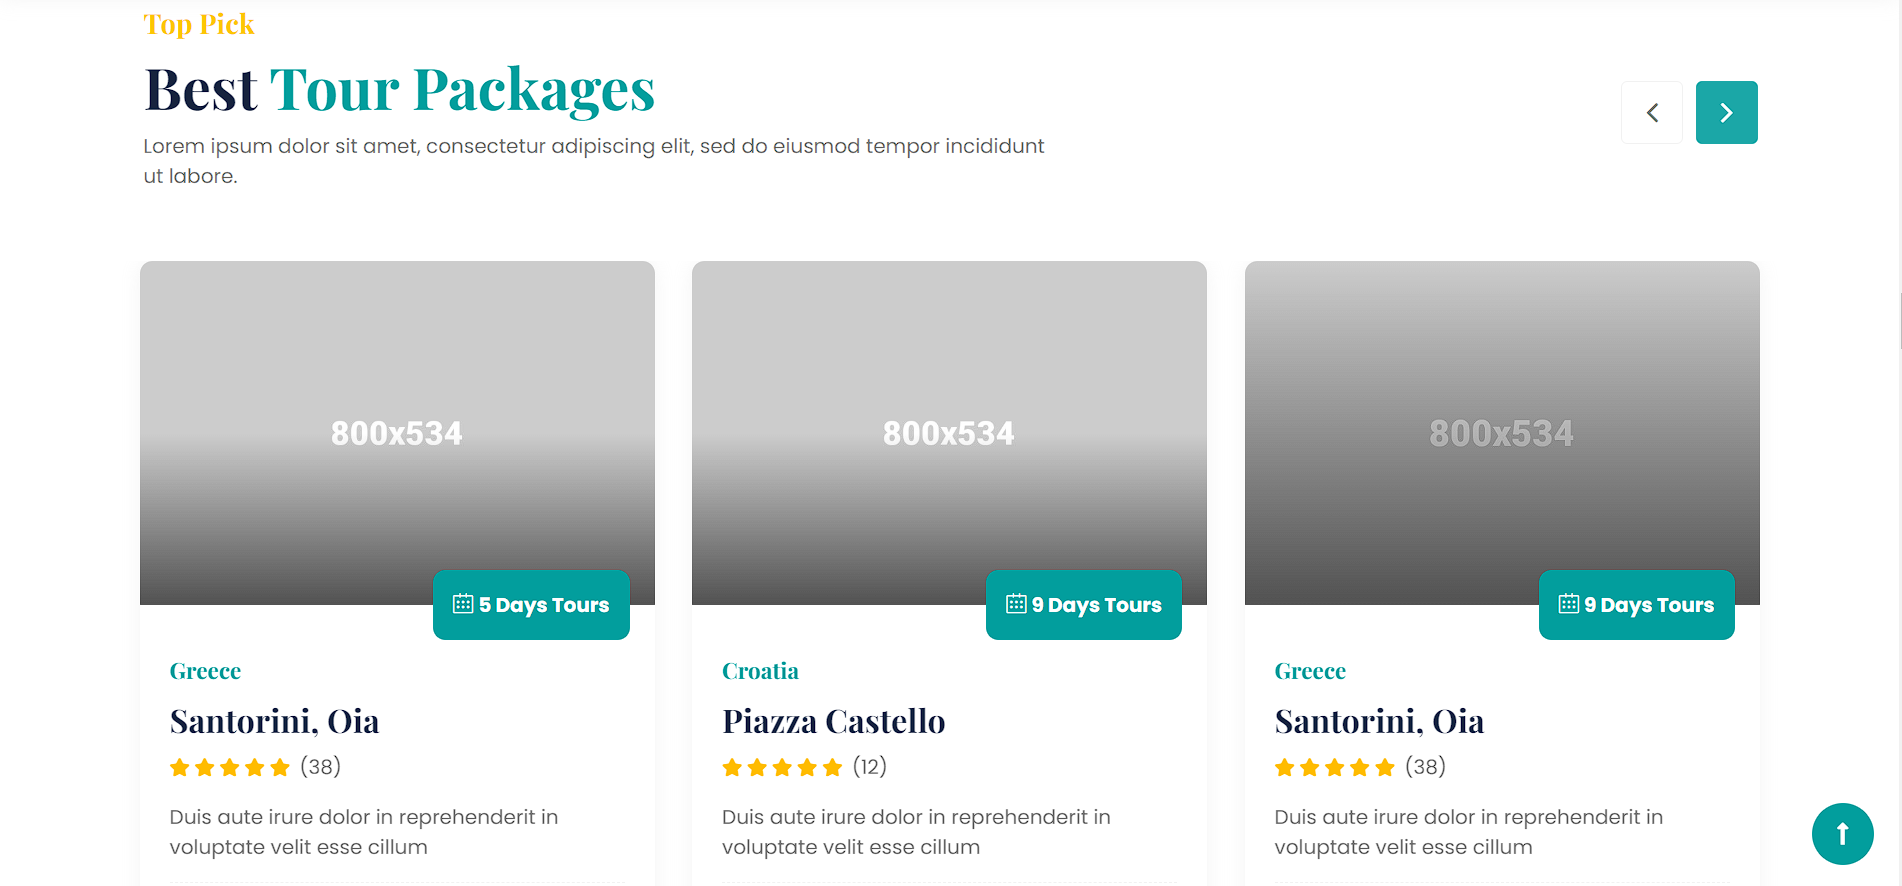 Top Pick
Best Tour Packages
Lorem ipsum dolor sit amet, consectetur adipiscing elit, sed do eiusmod tempor incididunt
ut labore.
800x534
5 Days Tours
Greece
Santorini, Oia
(38)
Duis aute irure dolor in reprehenderit in
voluptate velit esse cillum
800x534
9 Days Tours
Croatia
Piazza Castello
(12)
Duis aute irure dolor in reprehenderit in
voluptate velit esse cillum
800x534
9 Days Tours
Greece
Santorini, Oia
(38)
Duis aute irure dolor in reprehenderit in
voluptate velit esse cillum